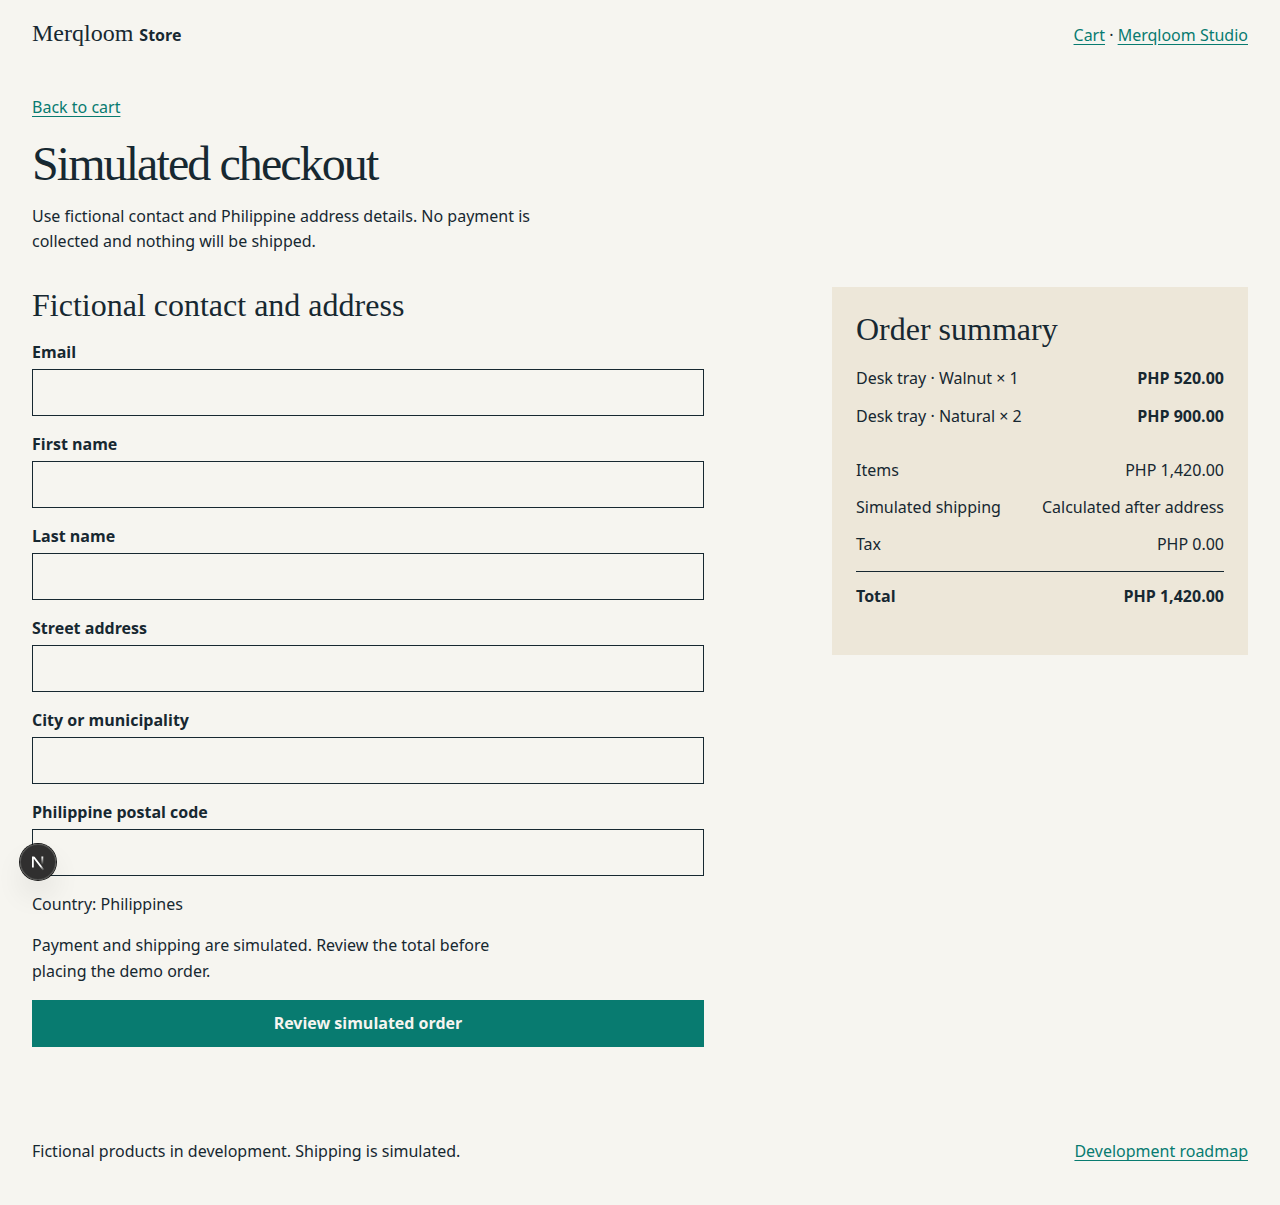 Merqloom Store
Cart · Merqloom Studio
Back to cart
Simulated checkout
Use fictional contact and Philippine address details. No payment is
collected and nothing will be shipped.
Fictional contact and address
Email
First name
Last name
Street address
City or municipality
Philippine postal code
N
Country: Philippines
Payment and shipping are simulated. Review the total before
placing the demo order.
Review simulated order
Order summary
Desk tray · Walnut × 1 PHP 520.00
Desk tray · Natural × 2 PHP 900.00
Items PHP 1,420.00
Simulated shipping Calculated after address
Tax PHP 0.00
Total PHP 1,420.00
Fictional products in development. Shipping is simulated.
Development roadmap